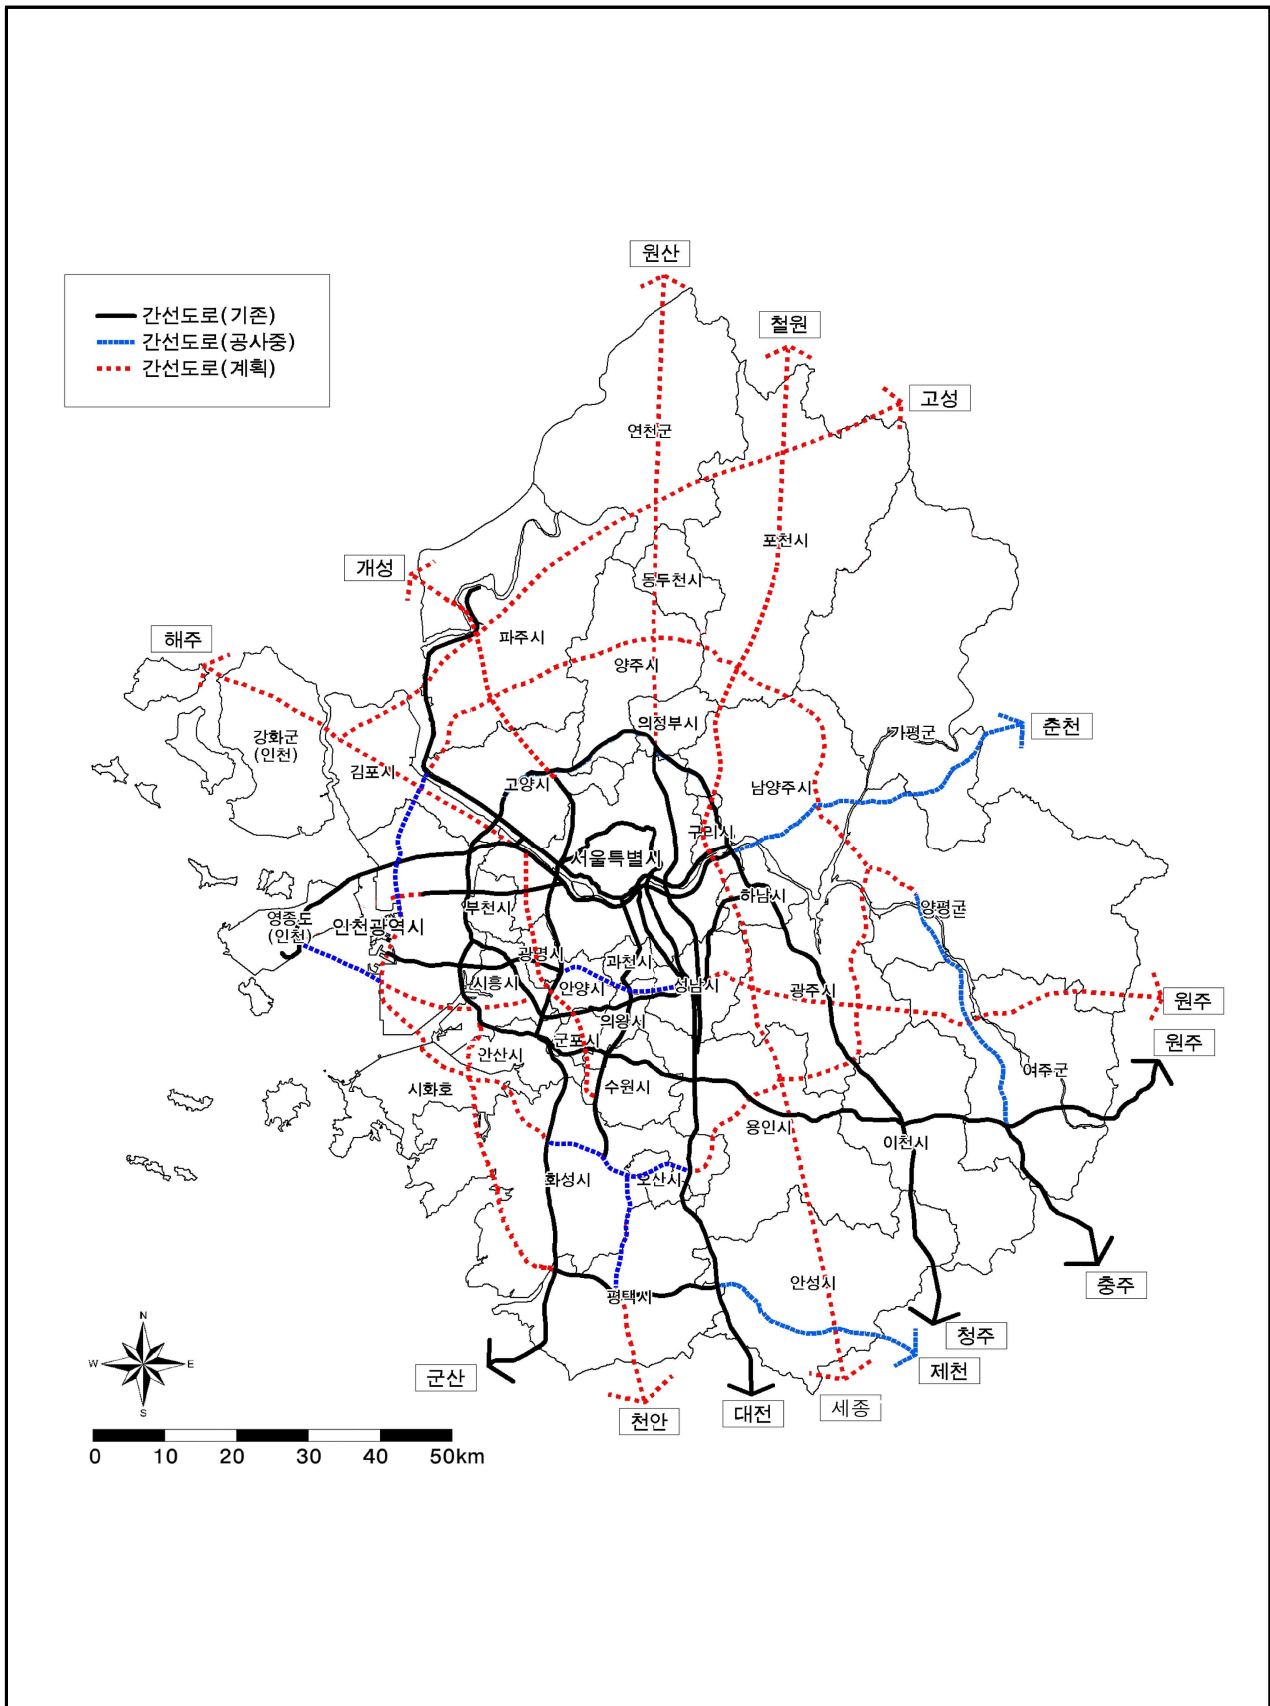 원산
간선도로(기존)
간선도로(공사중)
간선도로(계획)
철원
고성
연천군
포천시
개성
동두천시
해주
파주시
양주시
의정부시
강화군
(인천)
춘천
가평군
김포시
고양시
남양주시
구리시
서울특별시
하남시
부천시
양평군
영종도
(인천)
인천광역시
광명시
과천시
시흥시
안양시
성남시
광주시
원주
의왕시
군포시
원주
안산시
여주군
시화호
수원시
용인시
이천시
화성시
오산시
안성시
충주
평택시
N
W
E
S
청주
제천
군산
세종
대전
천안
0 10 20 30 40 50km